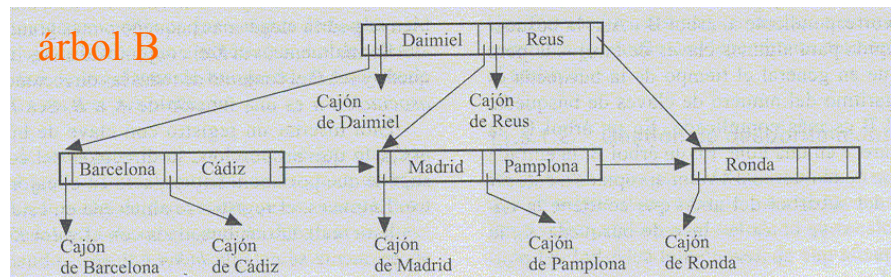 árbol B
Daimiel Reus
Cajón
de Daimiel
Cajón
de Reus
Barcelona Cádiz
Madrid Pamplona
Ronda
Cajón
de Barcelona
Cajón
de Cádiz
Cajón
de Madrid
Cajón
de Pamplona
Cajón
de Ronda